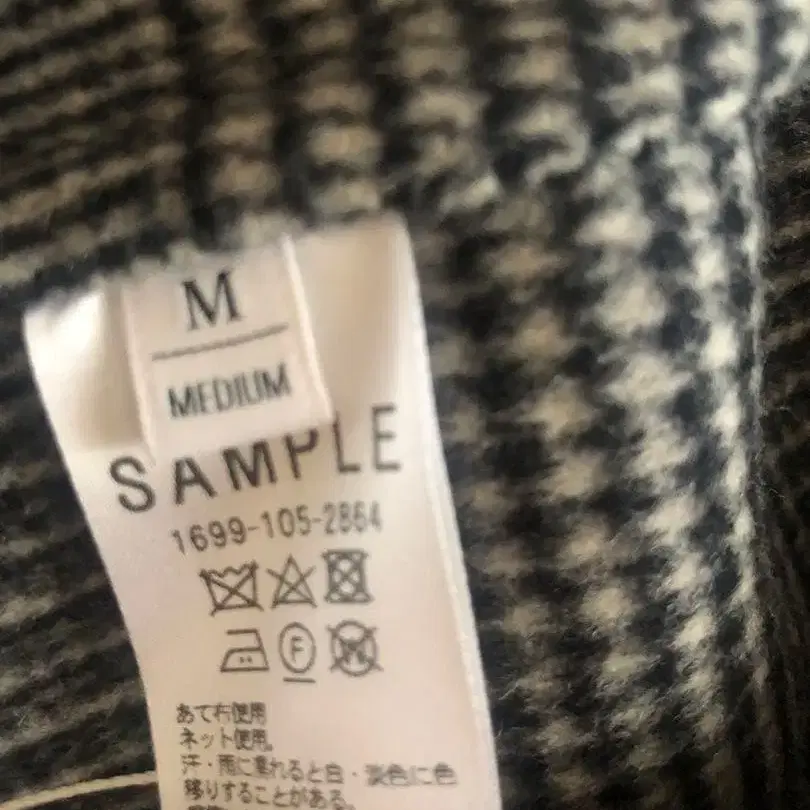 M
MEDIUM
SAMPLE
1699-105-2864
F
W
あて布使用
ネット使用。
汗・雨に濡れると白・淡色に色
移りすることがある。